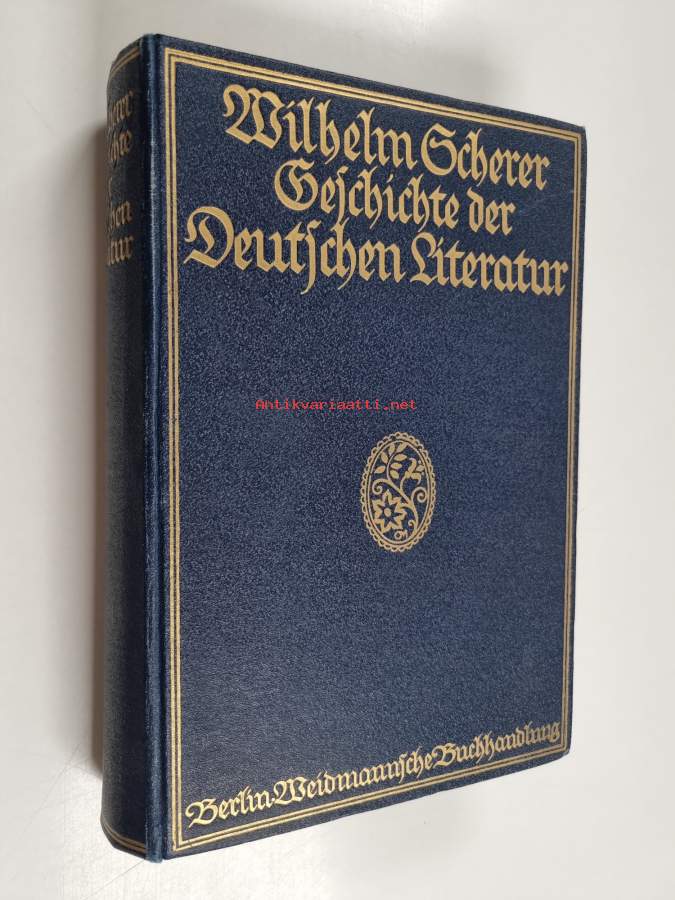 Wilhelm Scherer
Geſchichte der
Deutſchen Literatur
Antikvariaatti.net
Berlin·Weidmannſche Buchhandlung